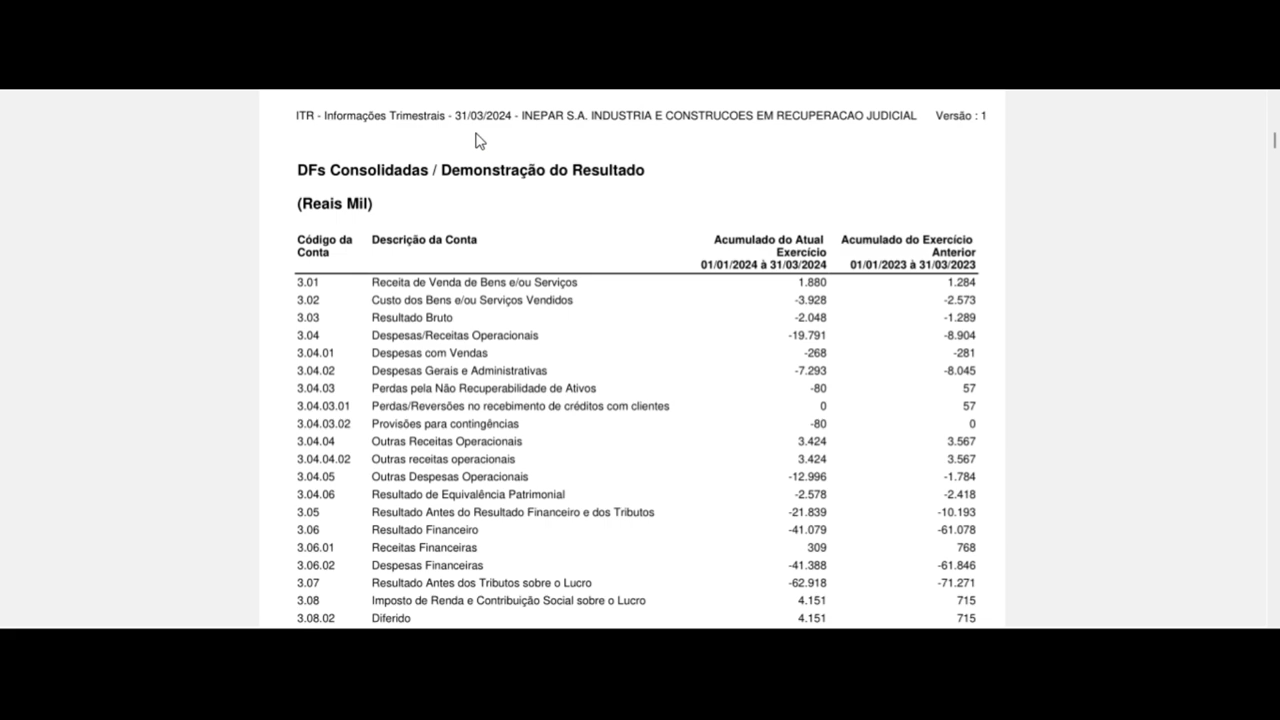 ITR - Informações Trimestrais - 31/03/2024 - INEPAR S.A. INDUSTRIA E CONSTRUCOES EM RECUPERACAO JUDICIAL Versão : 1
DFs Consolidadas / Demonstração do Resultado
(Reais Mil)
Código da Conta Descrição da Conta Acumulado do Atual Exercício 01/01/2024 à 31/03/2024 Acumulado do Exercício Anterior 01/01/2023 à 31/03/2023
3.01 Receita de Venda de Bens e/ou Serviços 1.880 1.284
3.02 Custo dos Bens e/ou Serviços Vendidos -3.928 -2.573
3.03 Resultado Bruto -2.048 -1.289
3.04 Despesas/Receitas Operacionais -19.791 -8.904
3.04.01 Despesas com Vendas -268 -281
3.04.02 Despesas Gerais e Administrativas -7.293 -8.045
3.04.03 Perdas pela Não Recuperabilidade de Ativos -80 57
3.04.03.01 Perdas/Reversões no recebimento de créditos com clientes 0 57
3.04.03.02 Provisões para contingências -80 0
3.04.04 Outras Receitas Operacionais 3.424 3.567
3.04.04.02 Outras receitas operacionais 3.424 3.567
3.04.05 Outras Despesas Operacionais -12.996 -1.784
3.04.06 Resultado de Equivalência Patrimonial -2.578 -2.418
3.05 Resultado Antes do Resultado Financeiro e dos Tributos -21.839 -10.193
3.06 Resultado Financeiro -41.079 -61.078
3.06.01 Receitas Financeiras 309 768
3.06.02 Despesas Financeiras -41.388 -61.846
3.07 Resultado Antes dos Tributos sobre o Lucro -62.918 -71.271
3.08 Imposto de Renda e Contribuição Social sobre o Lucro 4.151 715
3.08.02 Diferido 4.151 715